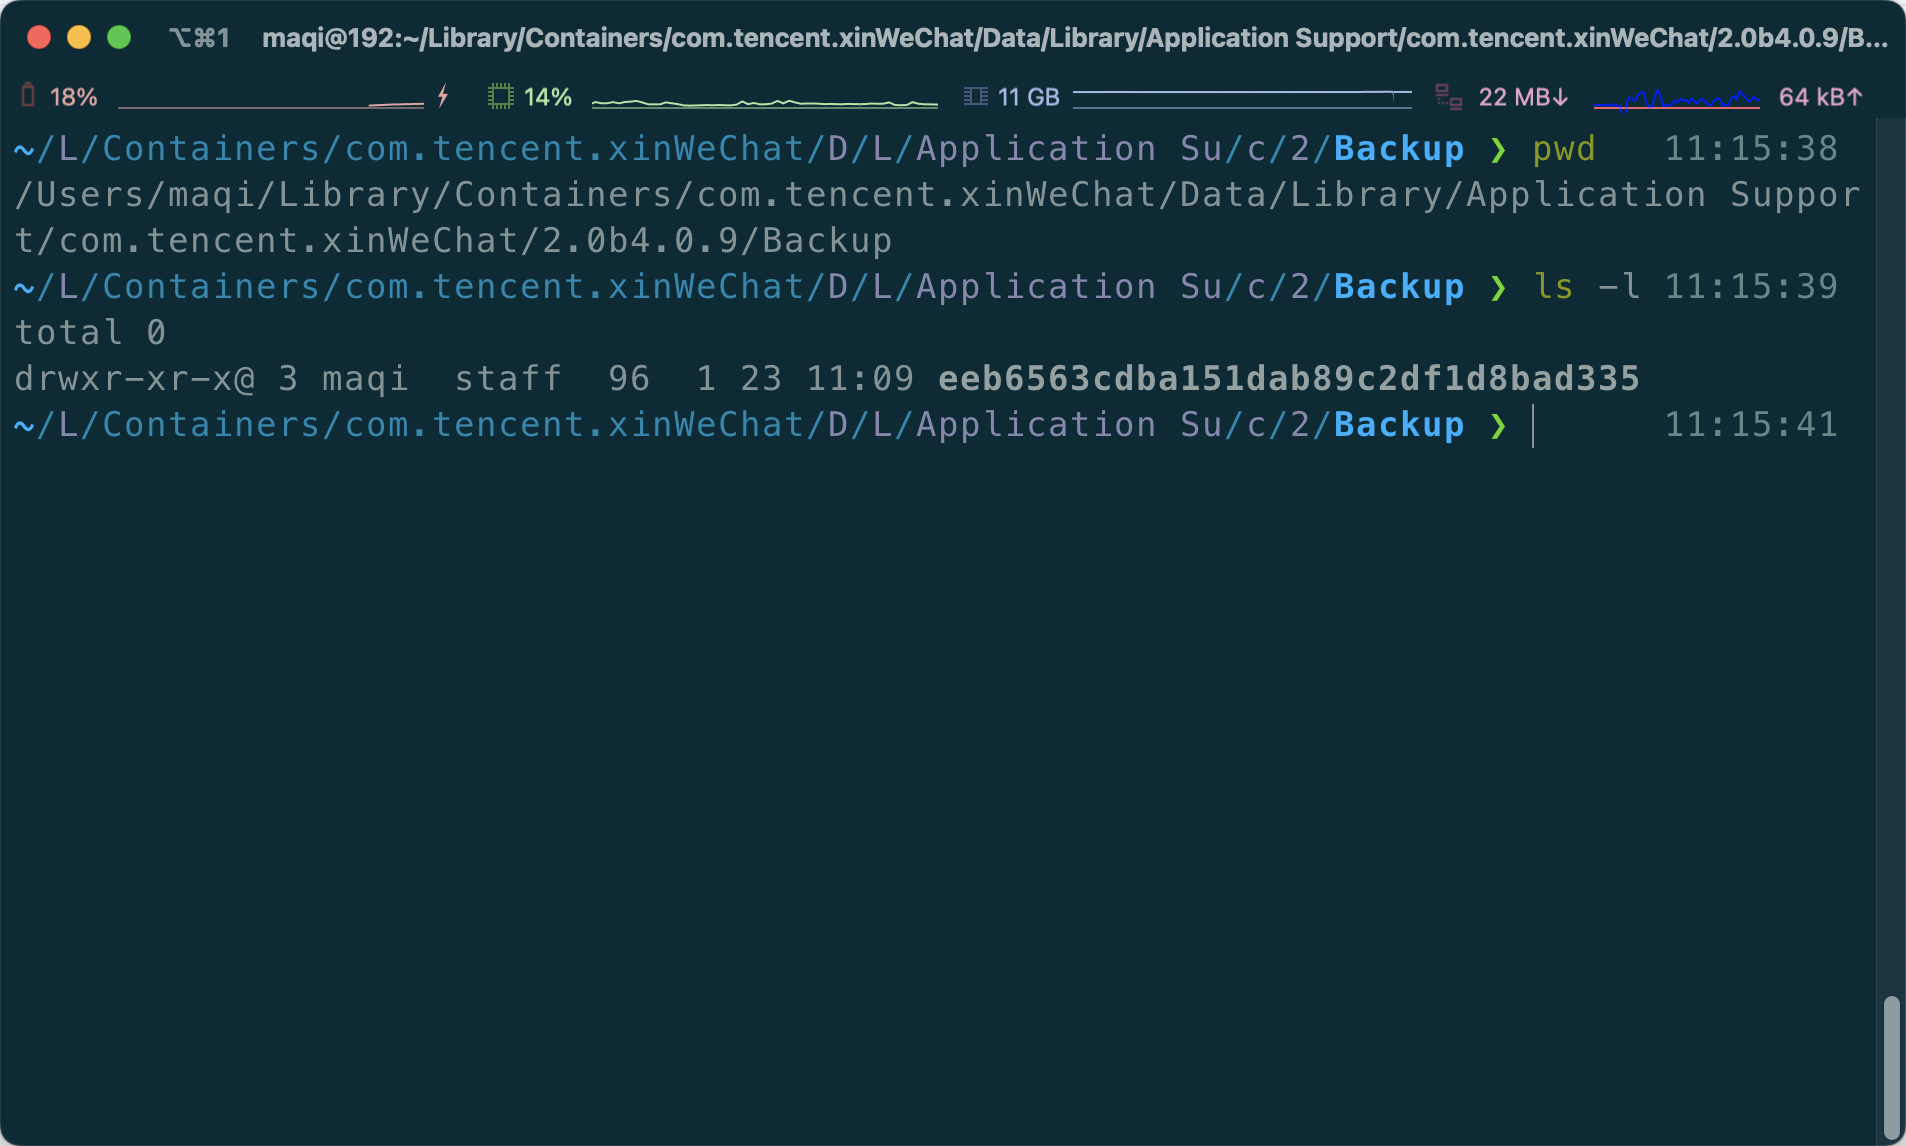 ⌥⌘1 maqi@192:~/Library/Containers/com.tencent.xinWeChat/Data/Library/Application Support/com.tencent.xinWeChat/2.0b4.0.9/B...
18% 14% 11 GB 22 MB↓ 64 kB↑
~/L/Containers/com.tencent.xinWeChat/D/L/Application Su/c/2/Backup ❯ pwd 11:15:38
/Users/maqi/Library/Containers/com.tencent.xinWeChat/Data/Library/Application Suppor
t/com.tencent.xinWeChat/2.0b4.0.9/Backup
~/L/Containers/com.tencent.xinWeChat/D/L/Application Su/c/2/Backup ❯ ls -l 11:15:39
total 0
drwxr-xr-x@ 3 maqi  staff  96  1 23 11:09 eeb6563cdba151dab89c2df1d8bad335
~/L/Containers/com.tencent.xinWeChat/D/L/Application Su/c/2/Backup ❯ 11:15:41